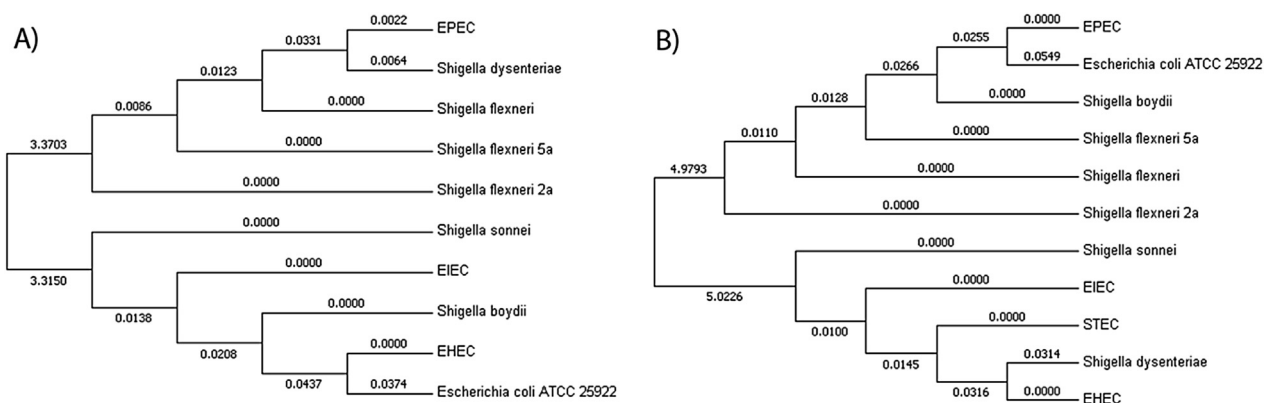 A)
0.0022
EPEC
0.0331
0.0064
Shigella dysenteriae
0.0123
0.0000
Shigella flexneri
0.0086
0.0000
Shigella flexneri 5a
3.3703
0.0000
Shigella flexneri 2a
0.0000
Shigella sonnei
3.3150
0.0000
EIEC
0.0138
0.0000
Shigella boydii
0.0208
0.0000
EHEC
0.0437
0.0374
Escherichia coli ATCC 25922
B)
0.0000
EPEC
0.0255
0.0549
Escherichia coli ATCC 25922
0.0266
0.0000
Shigella boydii
0.0128
0.0000
Shigella flexneri 5a
0.0110
0.0000
Shigella flexneri
4.9793
0.0000
Shigella flexneri 2a
0.0000
Shigella sonnei
5.0226
0.0000
EIEC
0.0100
0.0000
STEC
0.0145
0.0314
Shigella dysenteriae
0.0316
0.0000
EHEC